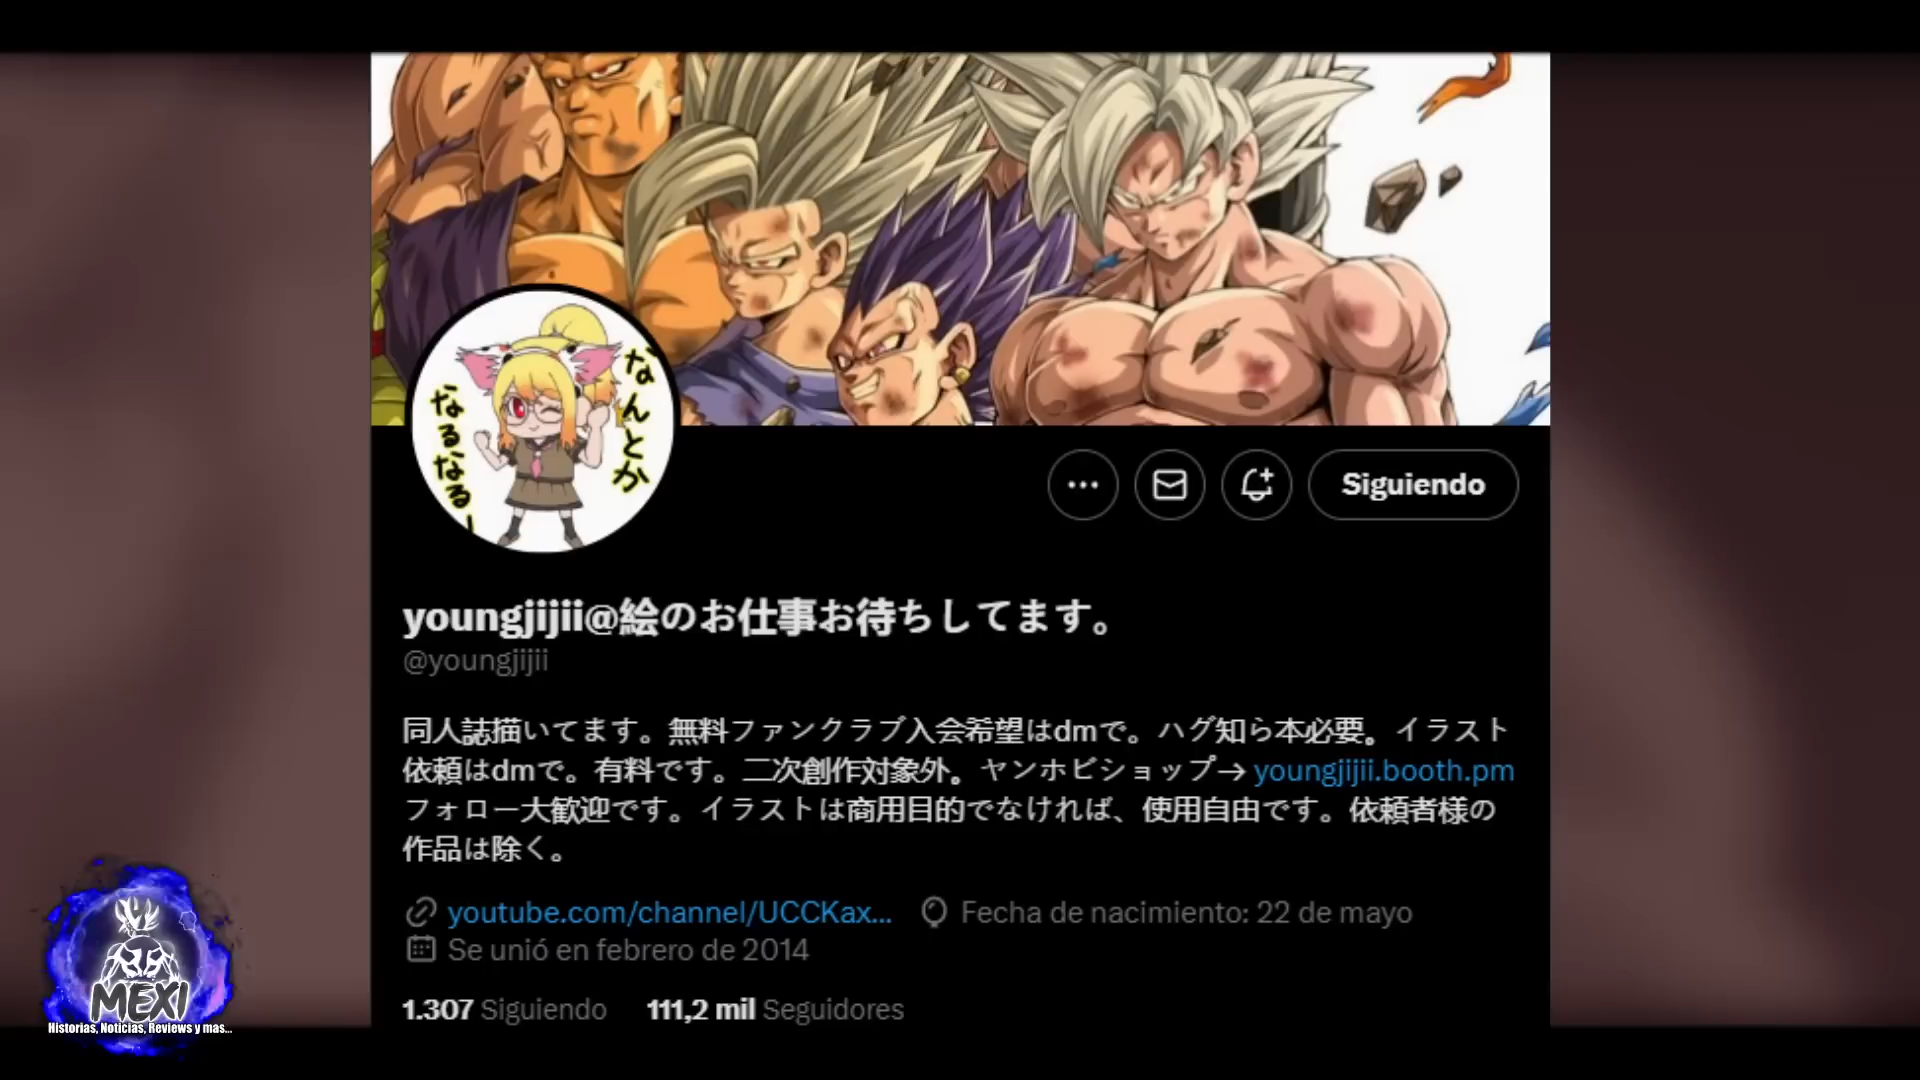 なんとか
なるなるー
Siguiendo
youngjijii@絵のお仕事お待ちしてます。
@youngjijii
同人誌描いてます。無料ファンクラブ入会希望はdmで。ハグ知ら本必要。イラスト
依頼はdmで。有料です。二次創作対象外。ヤンホビショップ→ youngjijii.booth.pm
フォロー大歓迎です。イラストは商用目的でなければ、使用自由です。依頼者様の
作品は除く。
youtube.com/channel/UCCKax... Fecha de nacimiento: 22 de mayo
Se unió en febrero de 2014
1.307 Siguiendo 111,2 mil Seguidores
MEXI
Historias, Noticias, Reviews y mas...